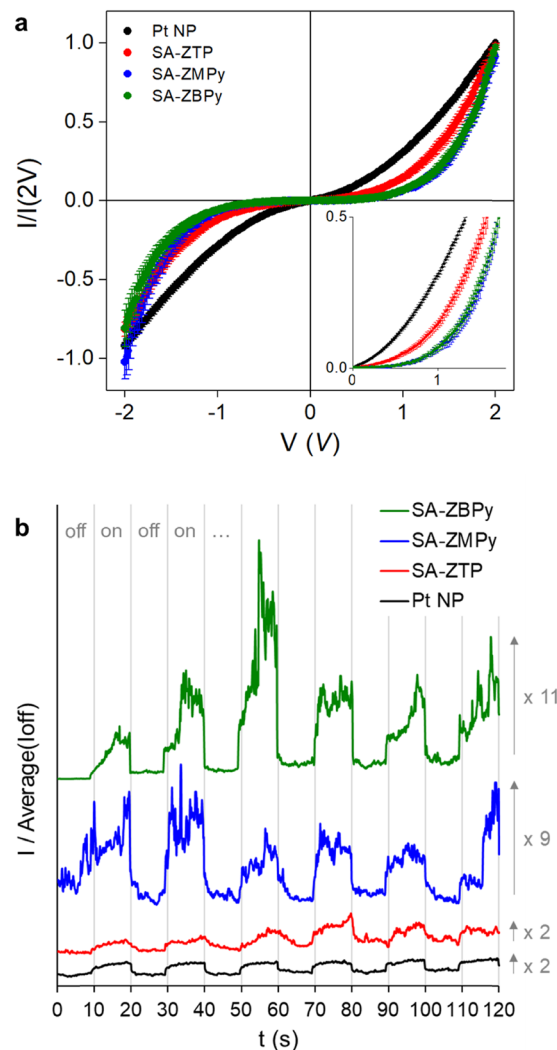 a
Pt NP
SA-ZTP
SA-ZMPy
SA-ZBPy
I/I(2V)
1.0
0.5
0.0
-0.5
-1.0
0.5
0.0
0 1
-2 -1 0 1 2
V (V)
b
off on off on ...
SA-ZBPy
SA-ZMPy
SA-ZTP
Pt NP
I / Average(Ioff)
x 11
x 9
x 2
x 2
0 10 20 30 40 50 60 70 80 90 100 110 120
t (s)